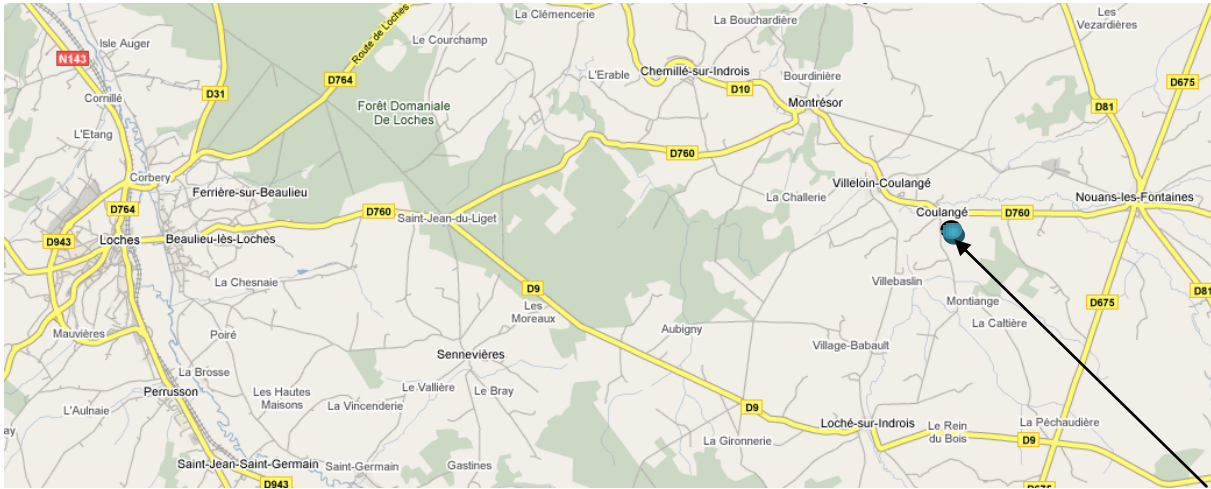 La Clémencerie
Les
Vezardières
La Bouchardière
Isle Auger
Route de Loches
Le Courchamp
N143
D764
L'Erable
Chemillé-sur-Indrois
Bourdinière
D675
D31
D10
Cornillé
Forêt Domaniale
De Loches
Montrésor
D81
L'Etang
D760
Corbery
Ferrière-sur-Beaulieu
La Challerie
Villeloin-Coulangé
Nouans-les-Fontaines
D764
D760
Saint-Jean-du-Liget
Coulangé
D760
D943
Loches
Beaulieu-lès-Loches
La Chesnaie
D9
Villebaslin
D81
Les
Moreaux
Montiange
D675
La Caltière
Mauvières
Poiré
Aubigny
Village-Babault
Sennevières
La Brosse
Perrusson
Les Hautes
Maisons
Le Vallière
Le Bray
La Vincenderie
D9
L'Aulnaie
Loché-sur-Indrois
Le Rein
du Bois
La Péchaudière
ay
La Gironnerie
D9
Saint-Jean-Saint-Germain
Saint-Germain
Gastines
D943
D675